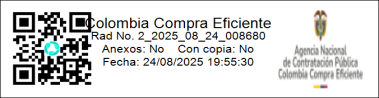 Colombia Compra Eficiente
Rad No. 2_2025_08_24_008680
Anexos: No Con copia: No
Fecha: 24/08/2025 19:55:30
Agencia Nacional
de Contratación Pública
Colombia Compra Eficiente